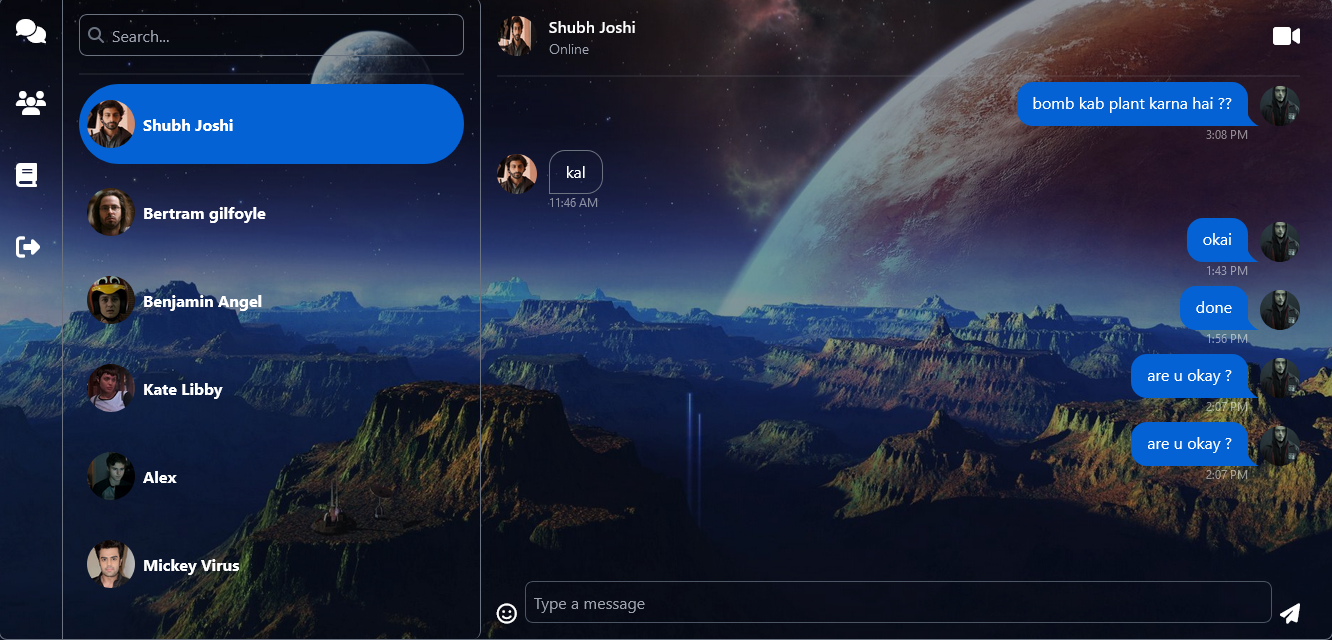 Search...
Shubh Joshi
Bertram gilfoyle
Benjamin Angel
Kate Libby
Alex
Mickey Virus
Shubh Joshi
Online
bomb kab plant karna hai ??
3:08 PM
kal
11:46 AM
okai
1:43 PM
done
1:56 PM
are u okay ?
2:07 PM
are u okay ?
2:07 PM
Type a message